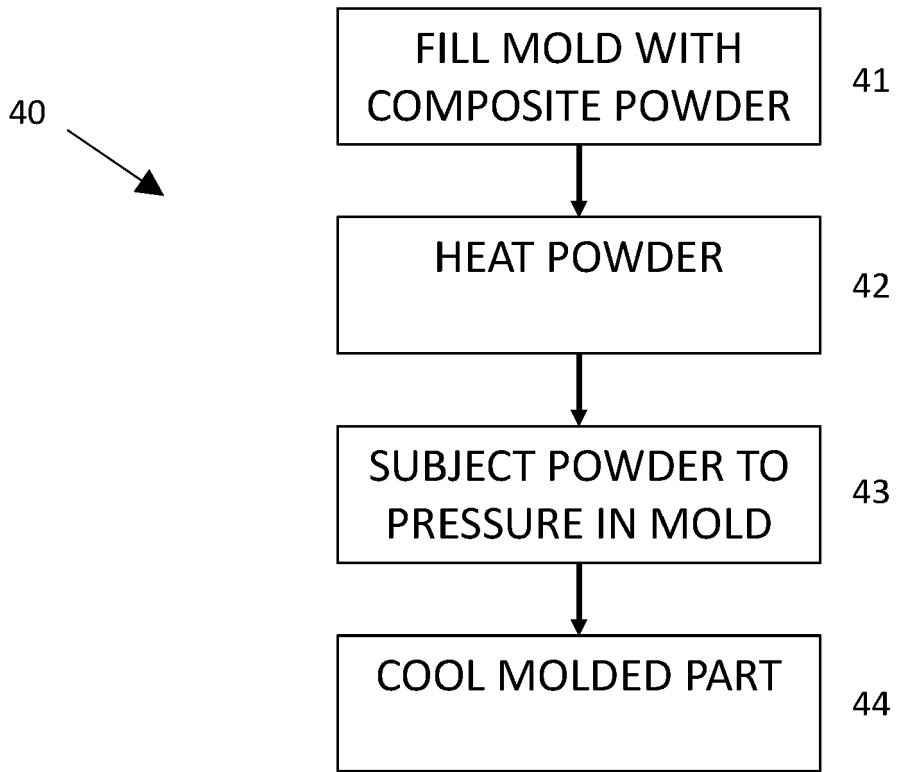 FILL MOLD WITH
COMPOSITE POWDER
41
40
HEAT POWDER
42
SUBJECT POWDER TO
PRESSURE IN MOLD
43
COOL MOLDED PART
44